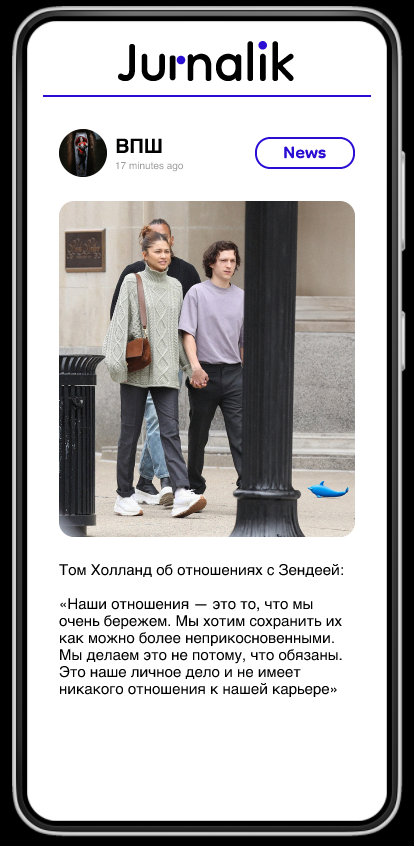 Jurnalik
ВПШ
17 minutes ago
News
Том Холланд об отношениях с Зендеей:
«Наши отношения — это то, что мы
очень бережем. Мы хотим сохранить их
как можно более неприкосновенными.
Мы делаем это не потому, что обязаны.
Это наше личное дело и не имеет
никакого отношения к нашей карьере»